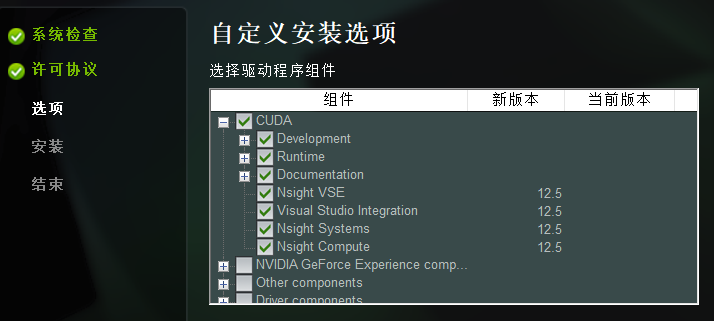 系统检查
许可协议
选项
安装
结束
自定义安装选项
选择驱动程序组件
组件 新版本 当前版本
CUDA
Development
Runtime
Documentation
Nsight VSE 12.5
Visual Studio Integration 12.5
Nsight Systems 12.5
Nsight Compute 12.5
NVIDIA GeForce Experience comp...
Other components
Driver components